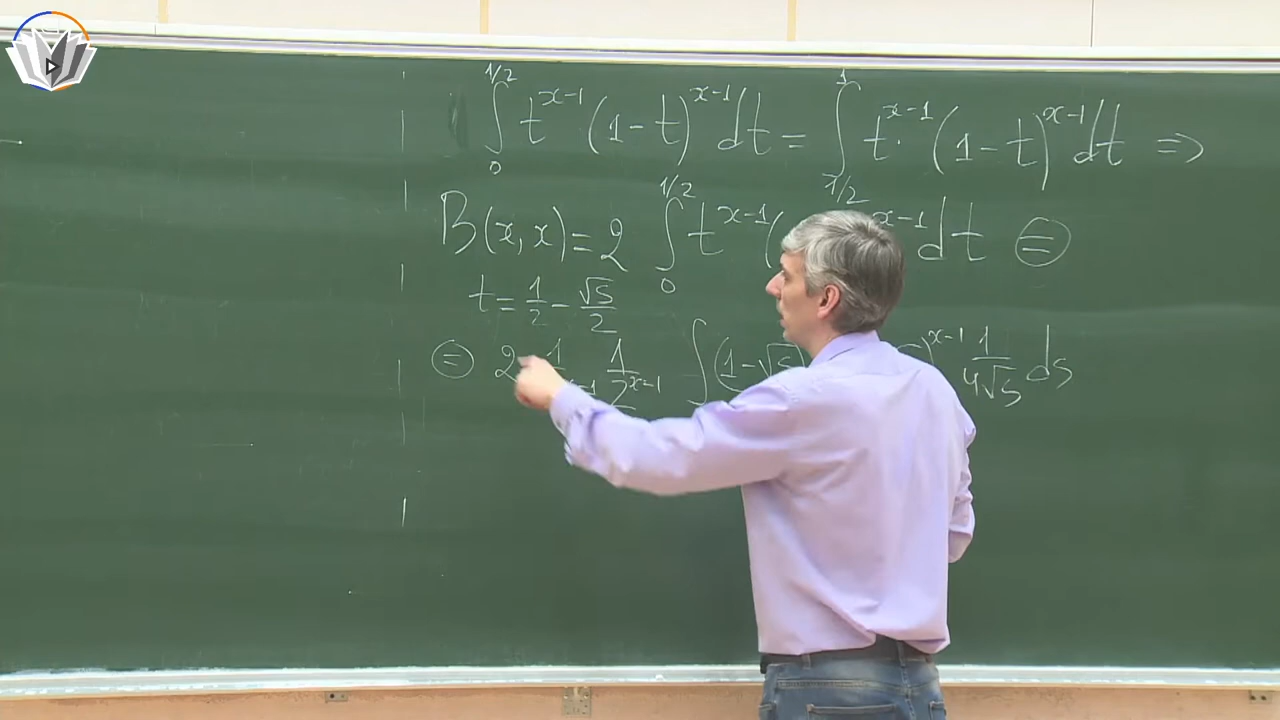 ∫₀^{1/2} t^{x-1} (1-t)^{x-1} dt = ∫_{1/2}^{1} t^{x-1} · (1-t)^{x-1} dt =>
B(x, x) = 2 ∫₀^{1/2} t^{x-1} ( ^{x-1} dt ⊜
t = 1/2 - √s/2
⊜ 2 1 1/2^{x-1} ∫ (1-√s )^{x-1} 1/4√s ds